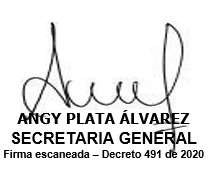 ANGY PLATA ÁLVAREZ
SECRETARIA GENERAL
Firma escaneada – Decreto 491 de 2020